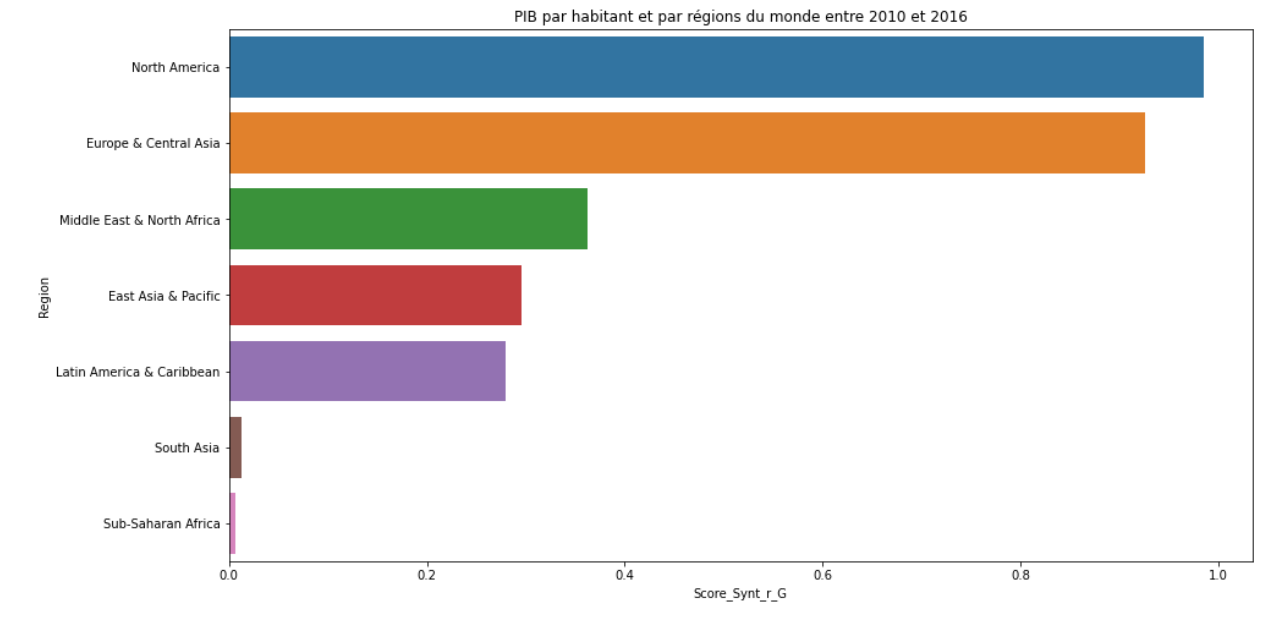 PIB par habitant et par régions du monde entre 2010 et 2016
North America
Europe & Central Asia
Middle East & North Africa
East Asia & Pacific
Latin America & Caribbean
South Asia
Sub-Saharan Africa
Region
0.0 0.2 0.4 0.6 0.8 1.0
Score_Synt_r_G